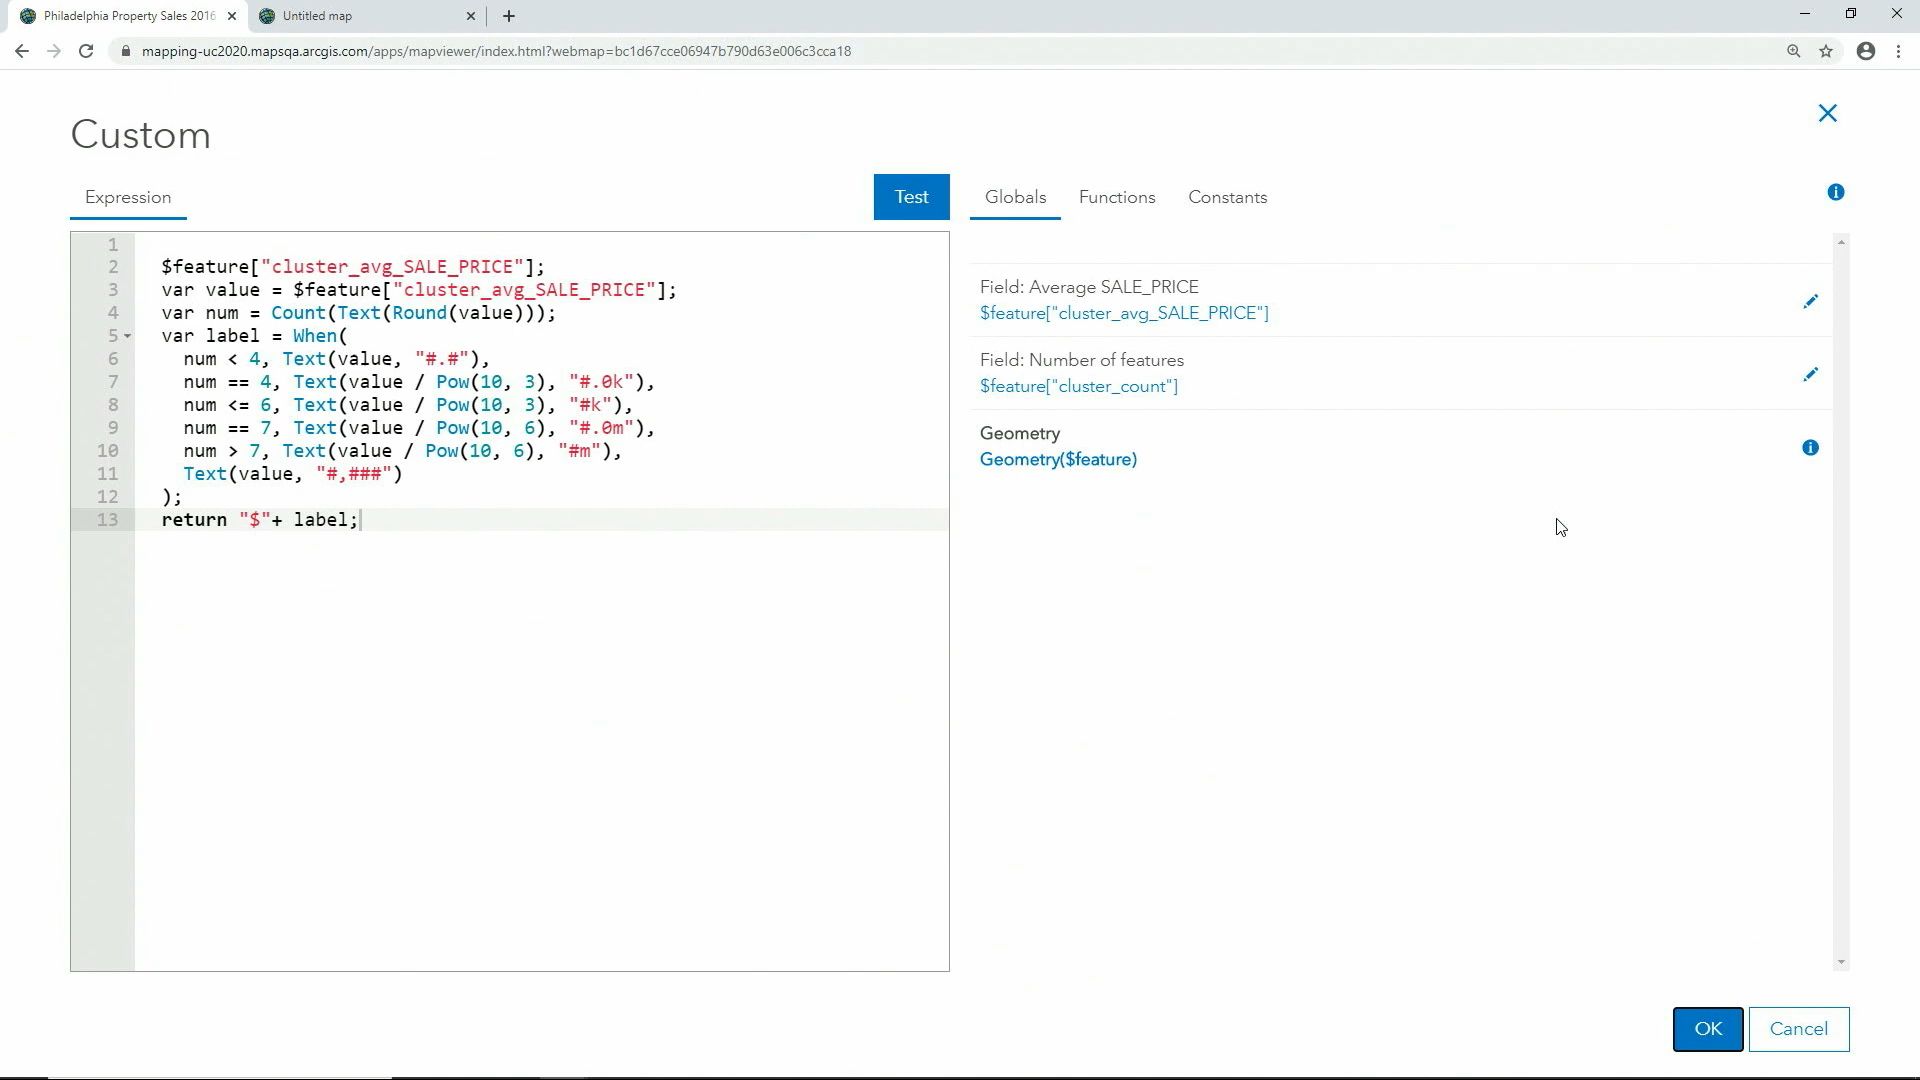 Philadelphia Property Sales 2016
Untitled map
mapping-uc2020.mapsqa.arcgis.com/apps/mapviewer/index.html?webmap=bc1d67cce06947b790d63e006c3cca18
Custom
Expression
Test
Globals
Functions
Constants
1
2 $feature["cluster_avg_SALE_PRICE"];
3 var value = $feature["cluster_avg_SALE_PRICE"];
4 var num = Count(Text(Round(value)));
5 var label = When(
6 num < 4, Text(value, "#.#"),
7 num == 4, Text(value / Pow(10, 3), "#.0k"),
8 num <= 6, Text(value / Pow(10, 3), "#k"),
9 num == 7, Text(value / Pow(10, 6), "#.0m"),
10 num > 7, Text(value / Pow(10, 6), "#m"),
11 Text(value, "#,###")
12 );
13 return "$"+ label;
Field: Average SALE_PRICE
$feature["cluster_avg_SALE_PRICE"]
Field: Number of features
$feature["cluster_count"]
Geometry
Geometry($feature)
OK
Cancel